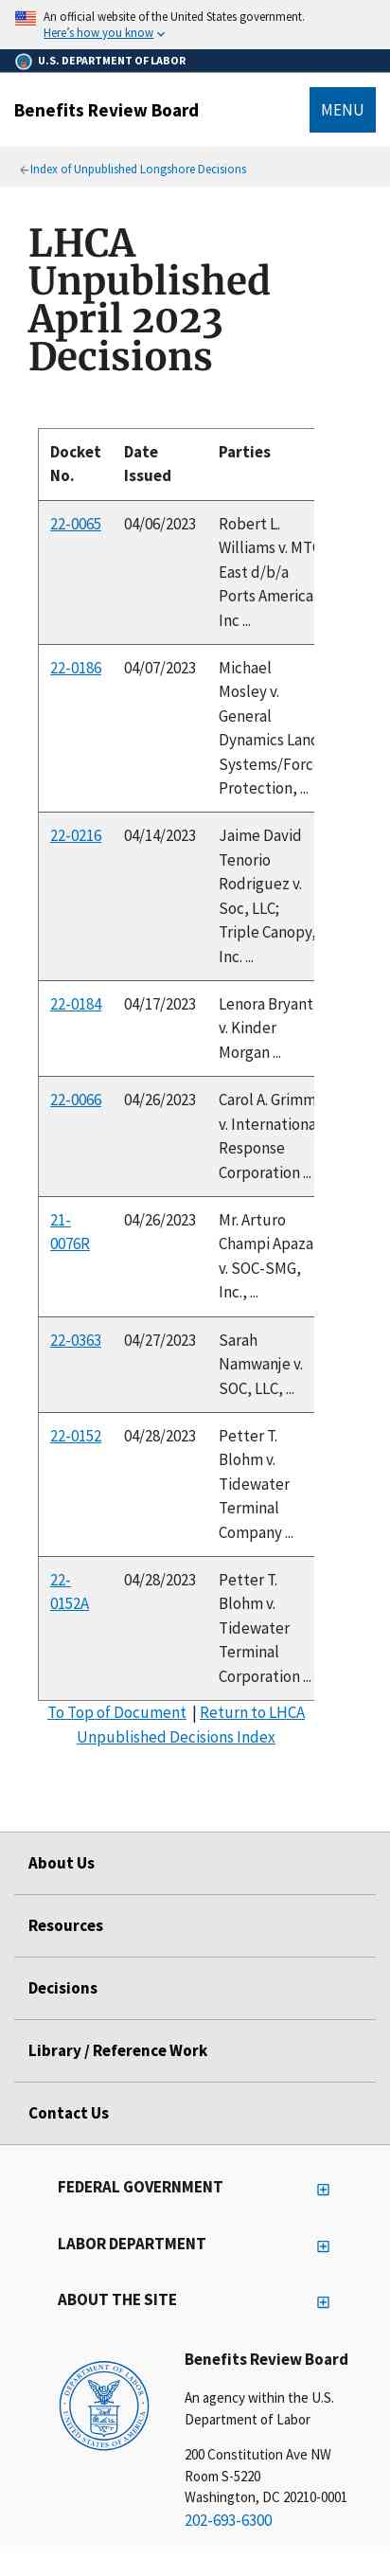 An official website of the United States government.
Here's how you know
U.S. DEPARTMENT OF LABOR
Benefits Review Board
MENU
Index of Unpublished Longshore Decisions
LHCA
Unpublished
April 2023
Decisions
Docket No. Date Issued Parties
22-0065 04/06/2023 Robert L.
Williams v.
East d/b/a
Ports America
Inc ...
22-0186 04/07/2023 Michael
Mosley v.
General
Dynamics
Systems/
Protection, ...
22-0216 04/14/2023 Jaime David
Tenorio
Rodriguez v.
Soc, LLC;
Triple Canopy,
Inc. ...
22-0184 04/17/2023 Lenora Bryant
v. Kinder
Morgan ...
22-0066 04/26/2023 Carol A. Grimm
v.
Response
Corporation ...
21-0076R 04/26/2023 Mr. Arturo
Champi Apaza
v. SOC-SMG,
Inc., ...
22-0363 04/27/2023 Sarah
Namwanje v.
SOC, LLC, ...
22-0152 04/28/2023 Petter T.
Blohm v.
Tidewater
Terminal
Company ...
22-0152A 04/28/2023 Petter T.
Blohm v.
Tidewater
Terminal
Corporation ...
To Top of Document | Return to LHCA
Unpublished Decisions Index
About Us
Resources
Decisions
Library / Reference Work
Contact Us
FEDERAL GOVERNMENT
LABOR DEPARTMENT
ABOUT THE SITE
DEPARTMENT OF LABOR
UNITED STATES OF AMERICA
Benefits Review Board
An agency within the U.S.
Department of Labor
200 Constitution Ave NW
Room S-5220
Washington, DC 20210-0001
202-693-6300